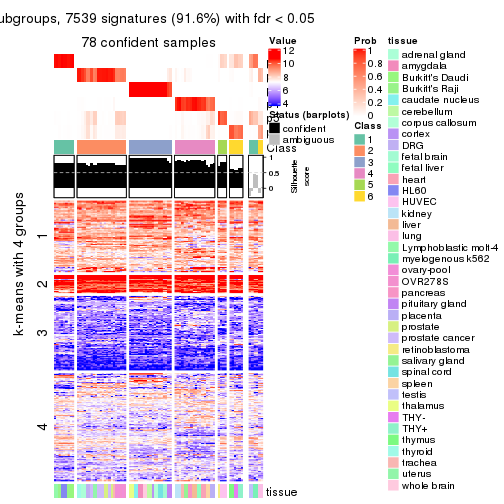 ubgroups, 7539 signatures (91.6%) with fdr < 0.05
78 confident samples
k-means with 4 groups
1
2
3
4
Class
1
0.5
0
Silhouette
score
tissue
Value
12
10
8
6
4
Status (barplots)
confident
ambiguous
Prob
1
0.8
0.6
0.4
0.2
0
Class
1
2
3
4
5
6
tissue
adrenal gland
amygdala
Burkitt's Daudi
Burkitt's Raji
caudate nucleus
cerebellum
corpus callosum
cortex
DRG
fetal brain
fetal liver
heart
HL60
HUVEC
kidney
liver
lung
Lymphoblastic molt-4
myelogenous k562
ovary-pool
OVR278S
pancreas
pituitary gland
placenta
prostate
prostate cancer
retinoblastoma
salivary gland
spinal cord
spleen
testis
thalamus
THY-
THY+
thymus
thyroid
trachea
uterus
whole brain